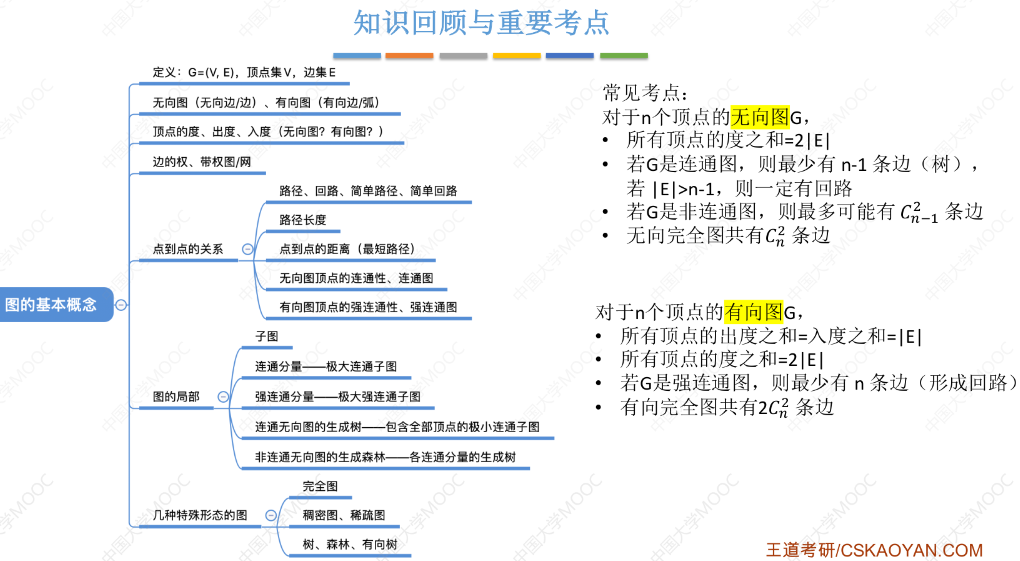 知识回顾与重要考点
定义：G=(V, E)，顶点集 V，边集 E
无向图（无向边/边）、有向图（有向边/弧）
顶点的度、出度、入度（无向图？有向图？）
边的权、带权图/网
路径、回路、简单路径、简单回路
路径长度
点到点的关系
点到点的距离（最短路径）
无向图顶点的连通性、连通图
有向图顶点的强连通性、强连通图
图的基本概念
子图
连通分量——极大连通子图
图的局部
强连通分量——极大强连通子图
连通无向图的生成树——包含全部顶点的极小连通子图
非连通无向图的生成森林——各连通分量的生成树
完全图
几种特殊形态的图
稠密图、稀疏图
树、森林、有向树
常见考点：
对于n个顶点的无向图G，
• 所有顶点的度之和=2|E|
• 若G是连通图，则最少有 n-1 条边（树），
若 |E|>n-1，则一定有回路
• 若G是非连通图，则最多可能有 $C_{n-1}^2$ 条边
• 无向完全图共有$C_n^2$ 条边
对于n个顶点的有向图G，
• 所有顶点的出度之和=入度之和=|E|
• 所有顶点的度之和=2|E|
• 若G是强连通图，则最少有 n 条边（形成回路）
• 有向完全图共有2$C_n^2$ 条边
王道考研/CSKAOYAN.COM
中国大学MOOC